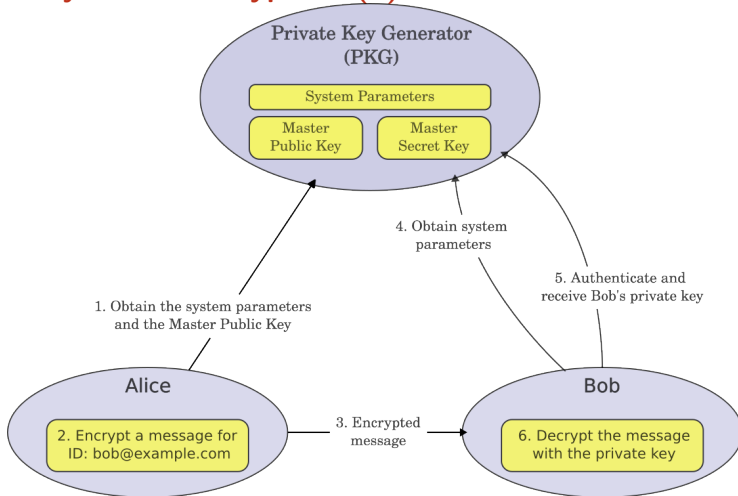 Private Key Generator
(PKG)
System Parameters
Master
Public Key
Master
Secret Key
4. Obtain system
parameters
5. Authenticate and
receive Bob's private key
1. Obtain the system parameters
and the Master Public Key
Alice
Bob
2. Encrypt a message for
ID: bob@example.com
3. Encrypted
message
6. Decrypt the message
with the private key